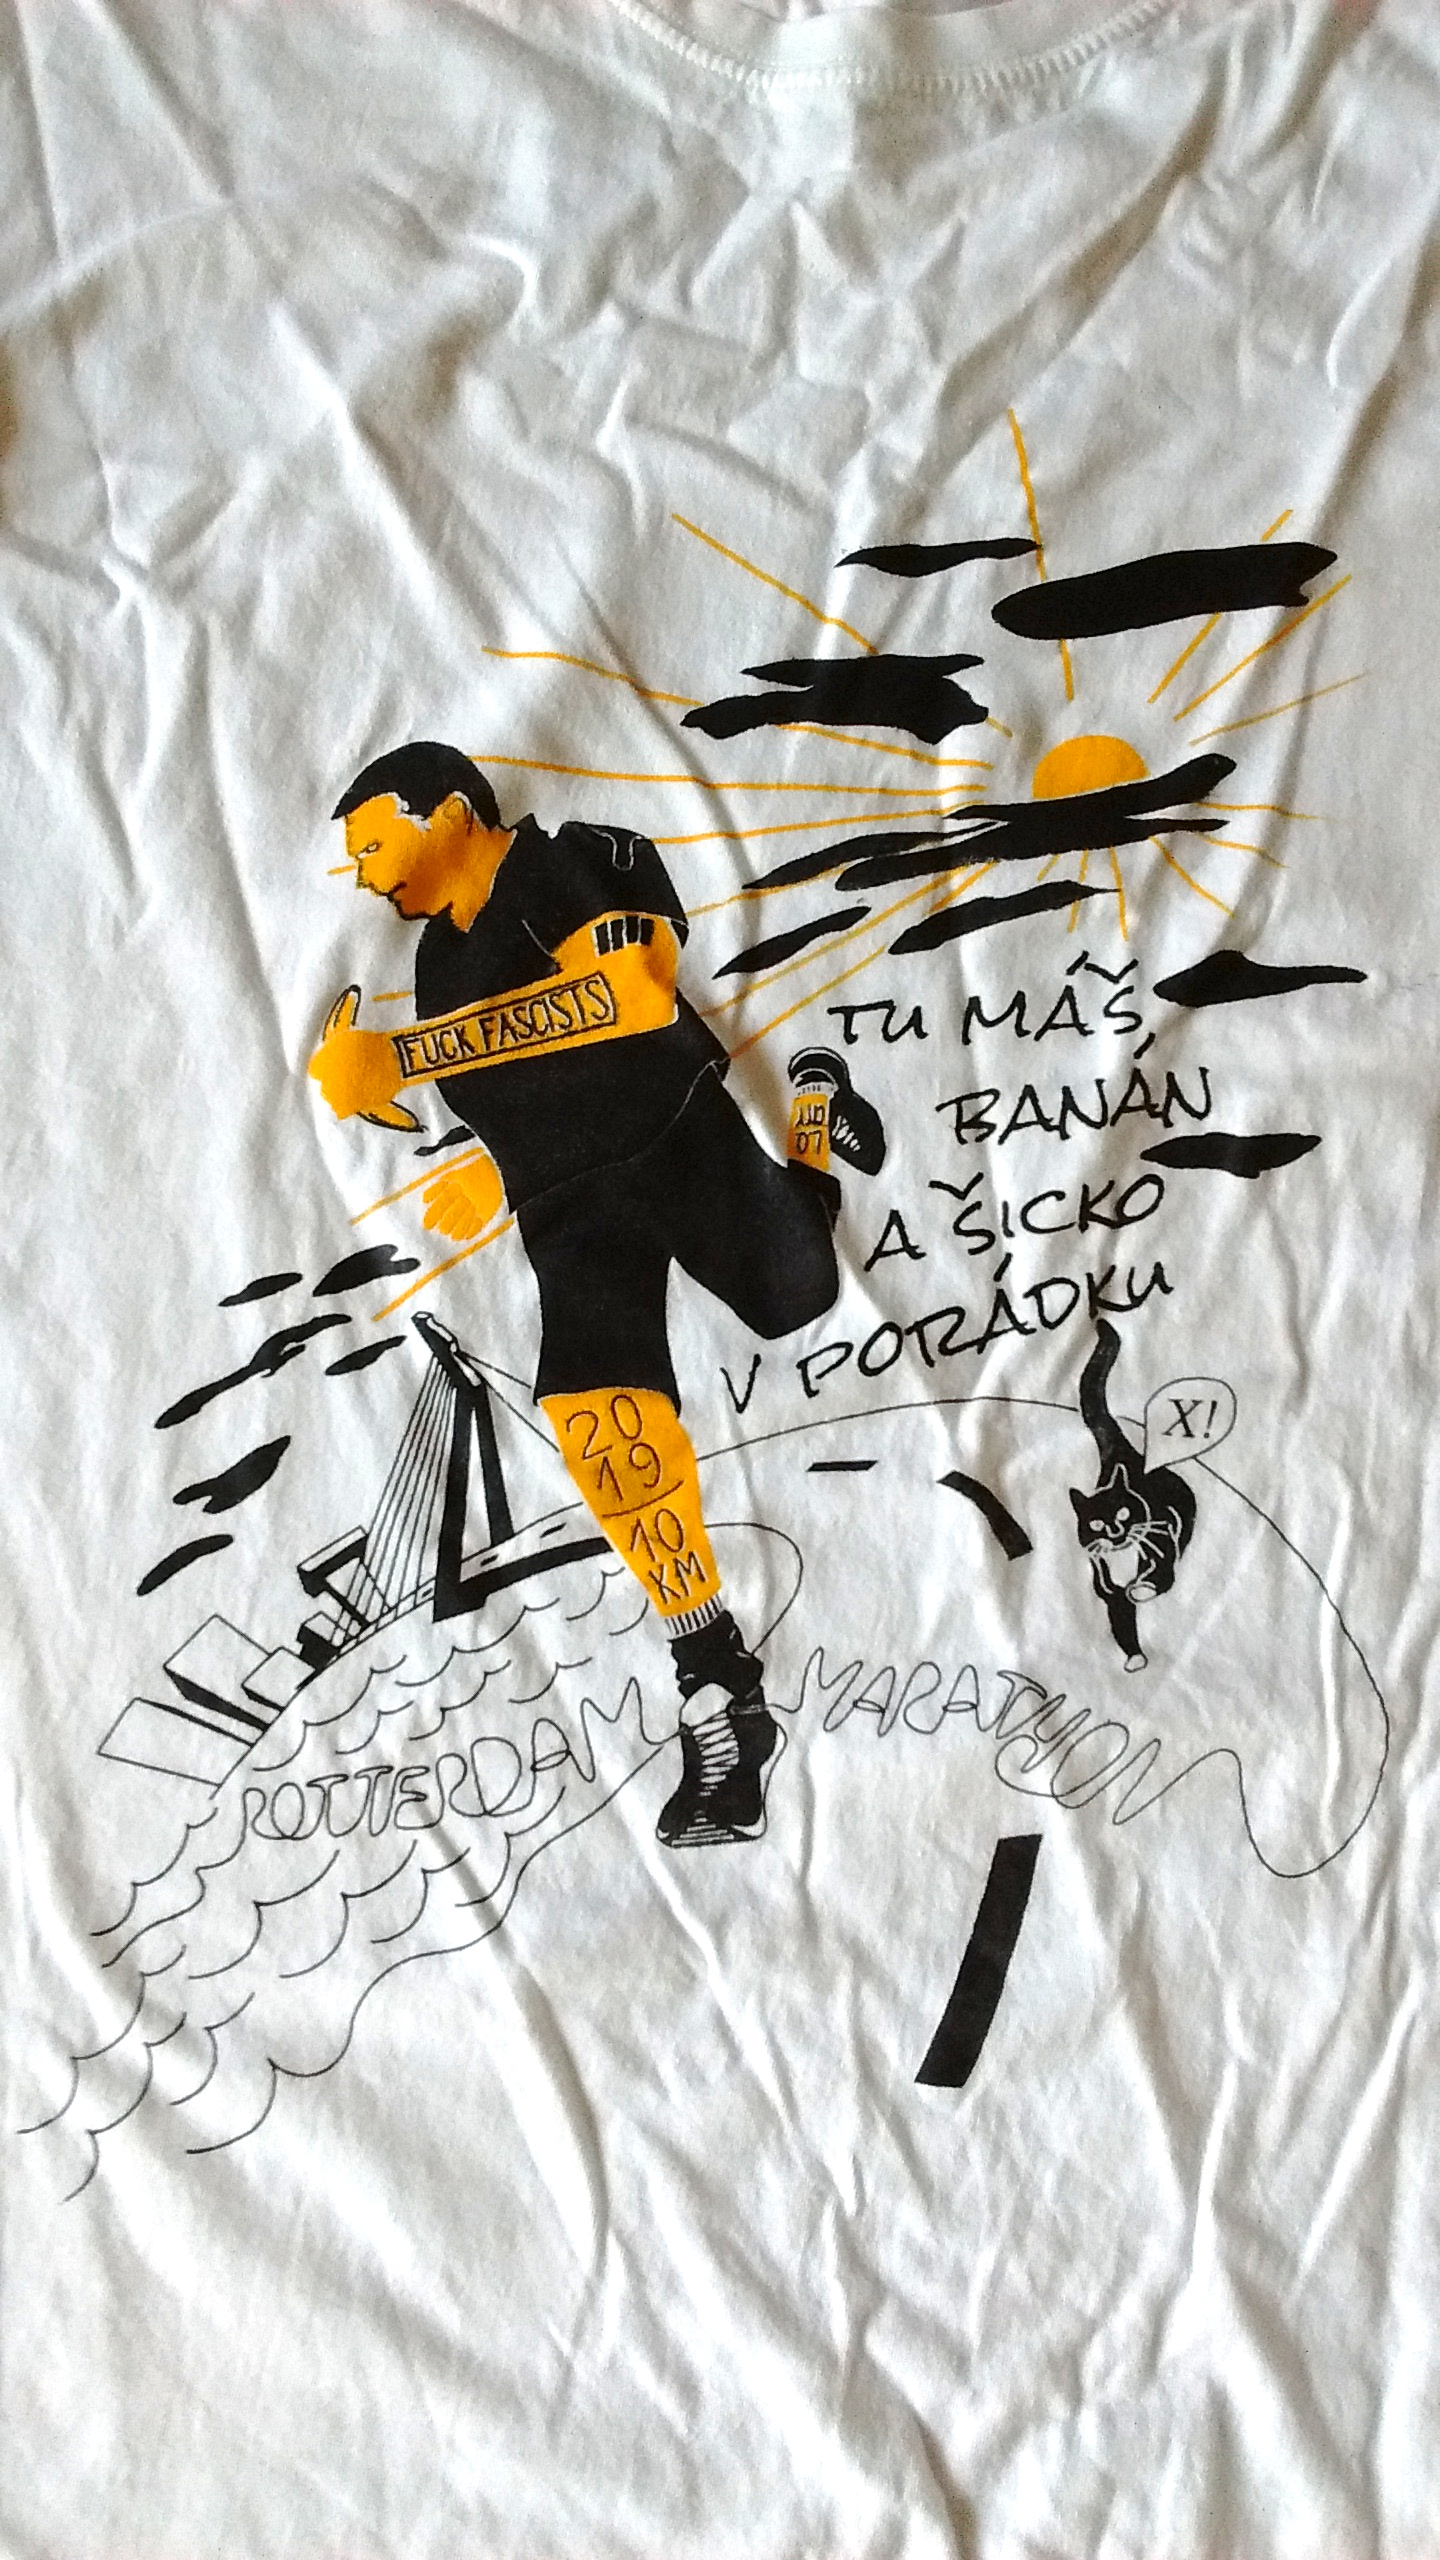 FUCK FASCISTS
TU MÁŠ,
BANÁN
A ŠICKO
V PORÁDKU
X!
20
19
10
KM
ROTTERDAM MARATHON